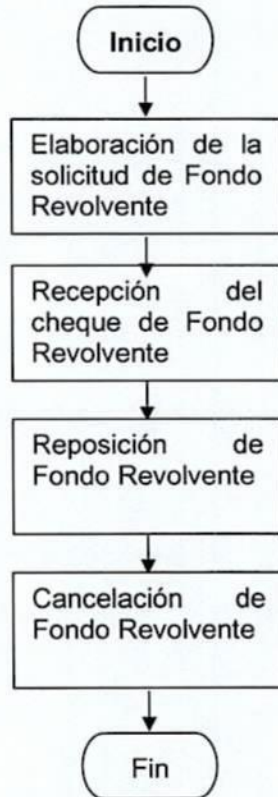 Inicio
Elaboración de la
solicitud de Fondo
Revolvente
Recepción del
cheque de Fondo
Revolvente
Reposición de
Fondo Revolvente
Cancelación de
Fondo Revolvente
Fin